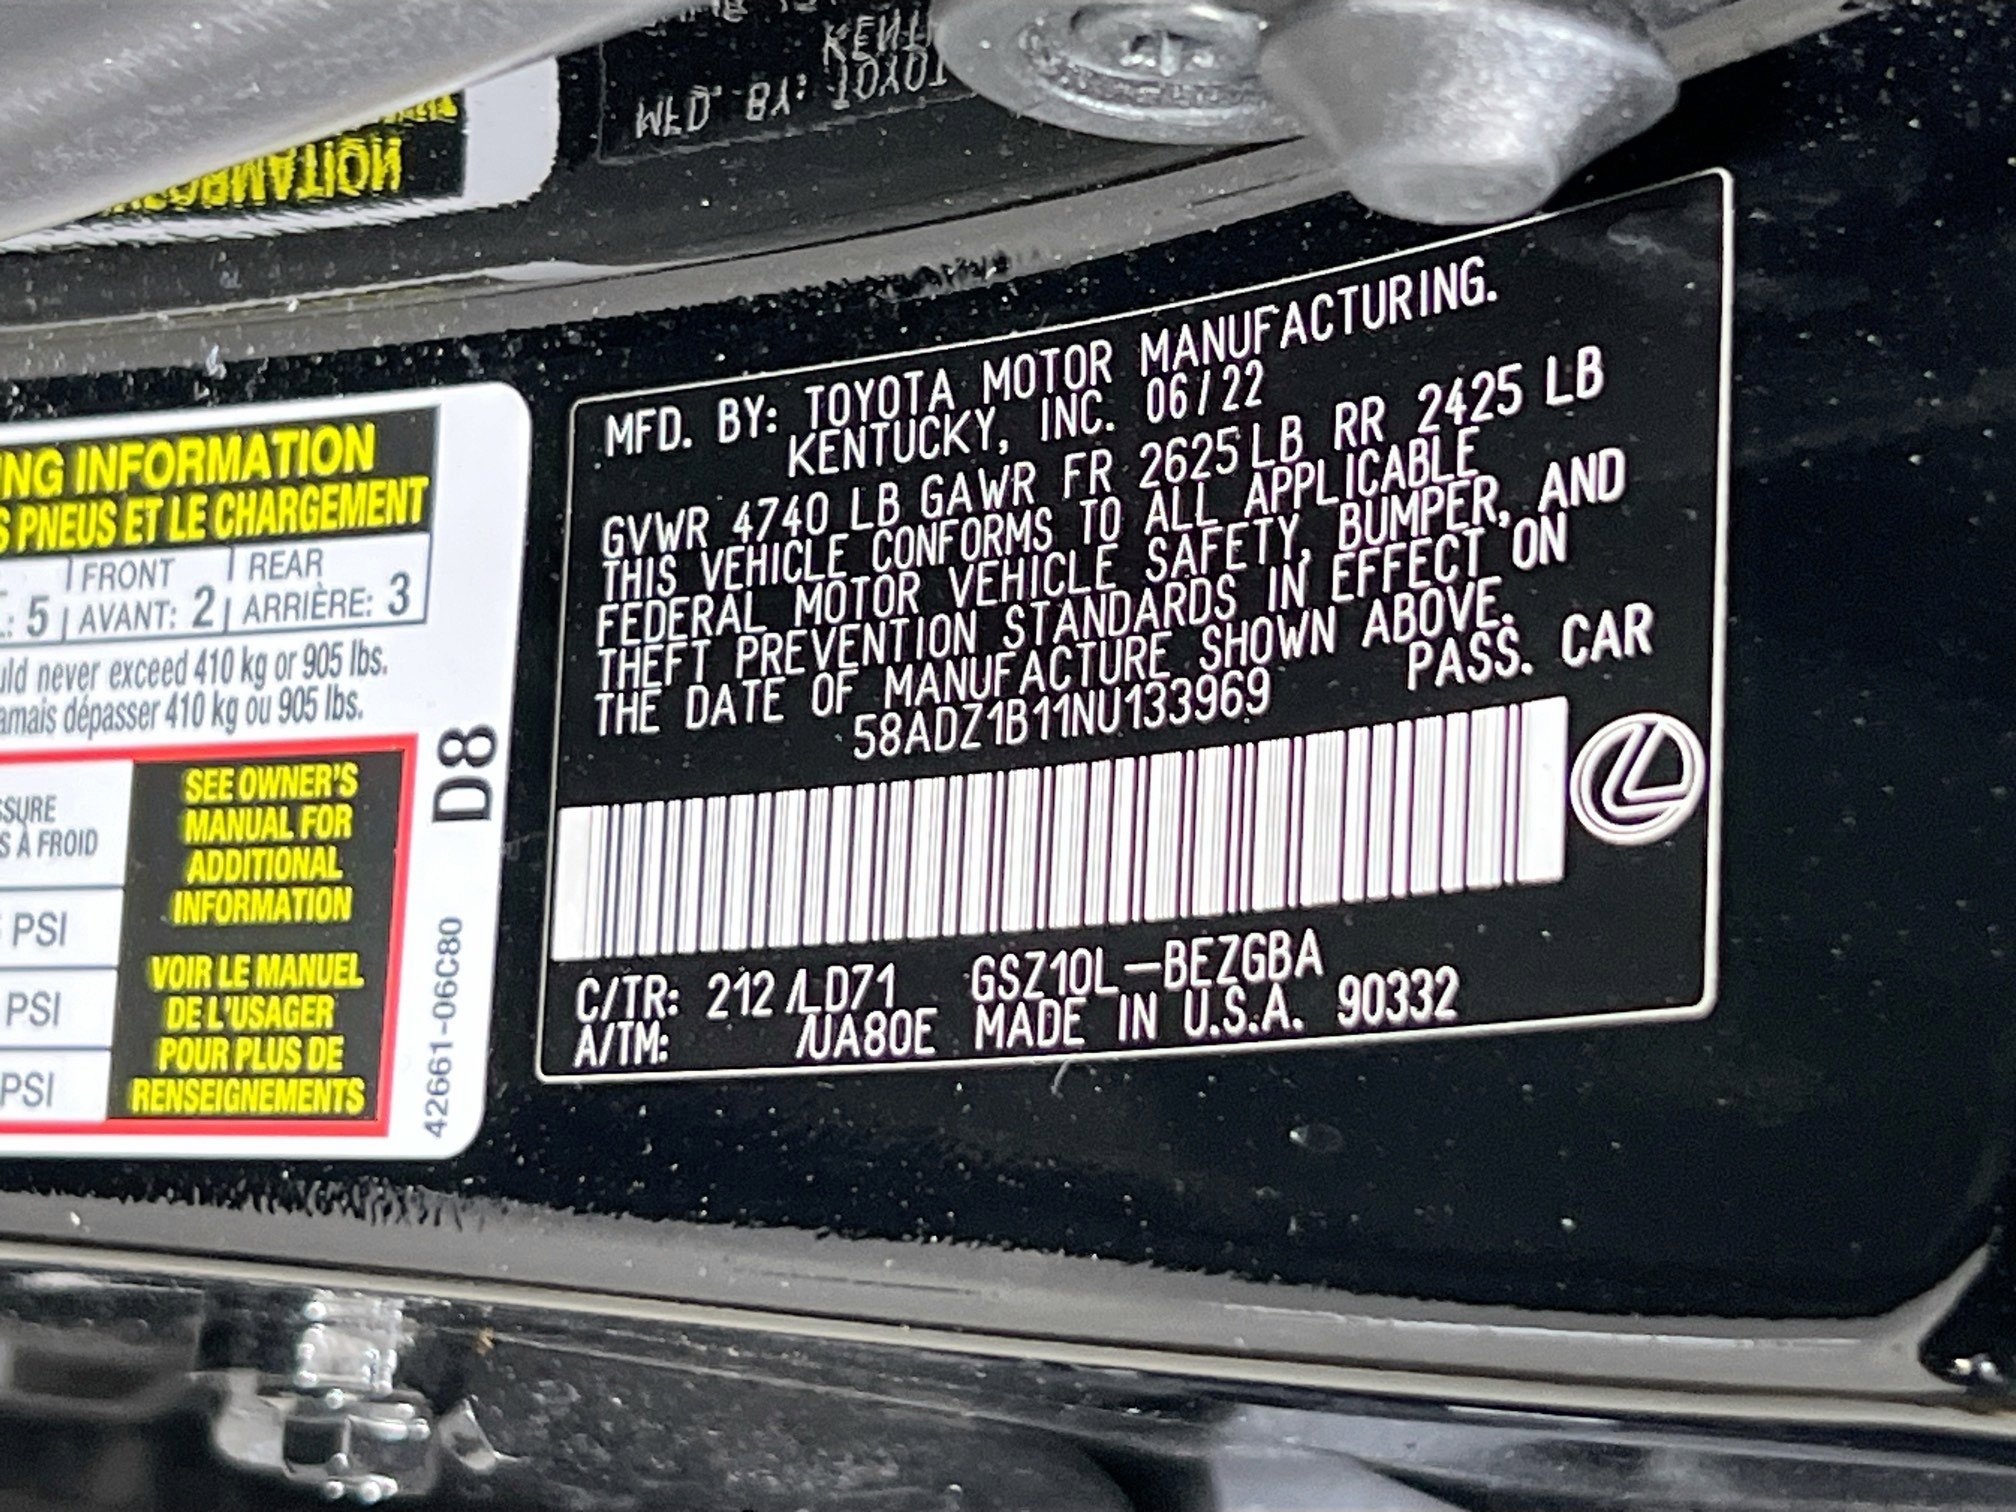 NG INFORMATION
S PNEUS ET LE CHARGEMENT
FRONT REAR
5 AVANT: 2 ARRIÈRE: 3
never exceed 410 kg or 905 lbs.
dépasser 410 kg ou 905 lbs.
SEE OWNER'S
MANUAL FOR
ADDITIONAL
INFORMATION
VOIR LE MANUEL
DE L'USAGER
POUR PLUS DE
RENSEIGNEMENTS
À FROID
PSI
PSI
PSI
D8
42661-06C80
MFD. BY: TOYOTA MOTOR MANUFACTURING.
KENTUCKY, INC. 06/22
GVWR 4740 LB GAWR FR 2625 LB RR 2425 LB
THIS VEHICLE CONFORMS TO ALL APPLICABLE
FEDERAL MOTOR VEHICLE SAFETY, BUMPER, AND
THEFT PREVENTION STANDARDS IN EFFECT ON
THE DATE OF MANUFACTURE SHOWN ABOVE.
58ADZ1B11NU133969 PASS. CAR
C/TR: 212 /LD71 GSZ10L-BEZGBA
A/TM: /UA80E MADE IN U.S.A. 90332